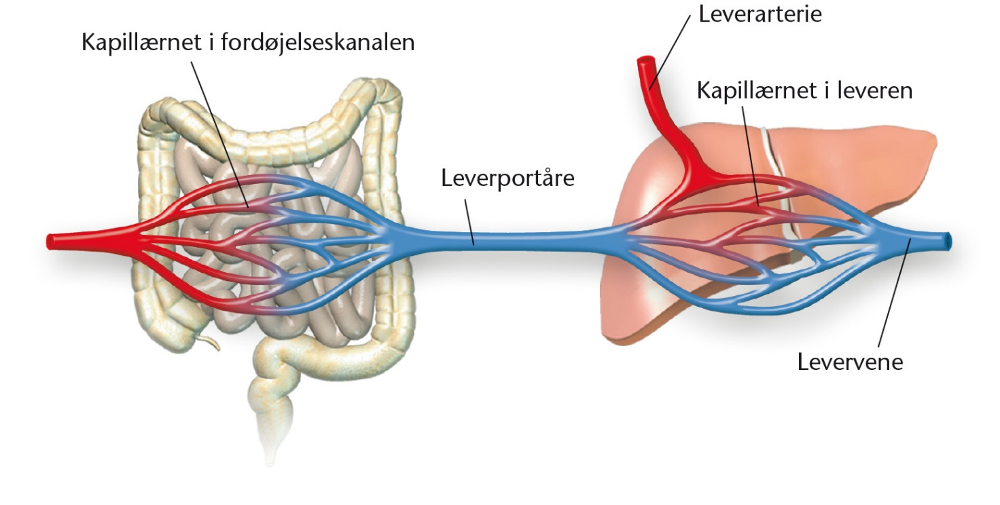 Leverarterie
Kapillærnet i fordøjelseskanalen
Kapillærnet i leveren
Leverportåre
Levervene